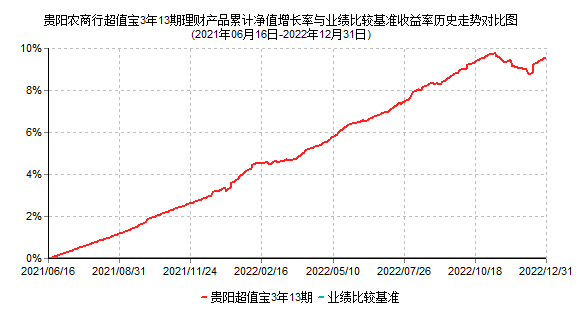 贵阳农商行超值宝3年13期理财产品累计净值增长率与业绩比较基准收益率历史走势对比图
(2021年06月16日-2022年12月31日)
10%
8%
6%
4%
2%
0%
2021/06/16 2021/08/31 2021/11/24 2022/02/16 2022/05/10 2022/07/26 2022/10/18 2022/12/31
贵阳超值宝3年13期 业绩比较基准